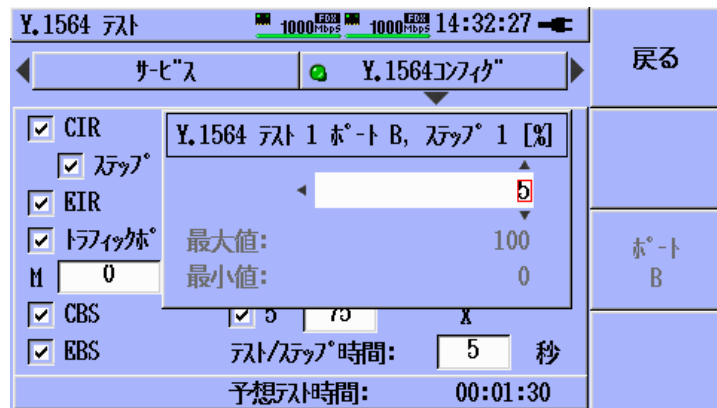 Y.1564 ﾃｽﾄ 1000Mbps FDX 1000Mbps FDX 14:32:27
戻る
ｻｰﾋﾞｽ Y.1564ｺﾝﾌｨｸﾞ
CIR
Y.1564 ﾃｽﾄ 1 ﾎﾟｰﾄ B, ｽﾃｯﾌﾟ 1 [%]
ｽﾃｯﾌﾟ
5
EIR
ﾄﾗﾌｨｯｸﾎﾟ
最大値: 100
ﾎﾟｰﾄ
B
M 0
最小値: 0
CBS 5 75 X
EBS ﾃｽﾄ/ｽﾃｯﾌﾟ時間: 5 秒
予想ﾃｽﾄ時間: 00:01:30